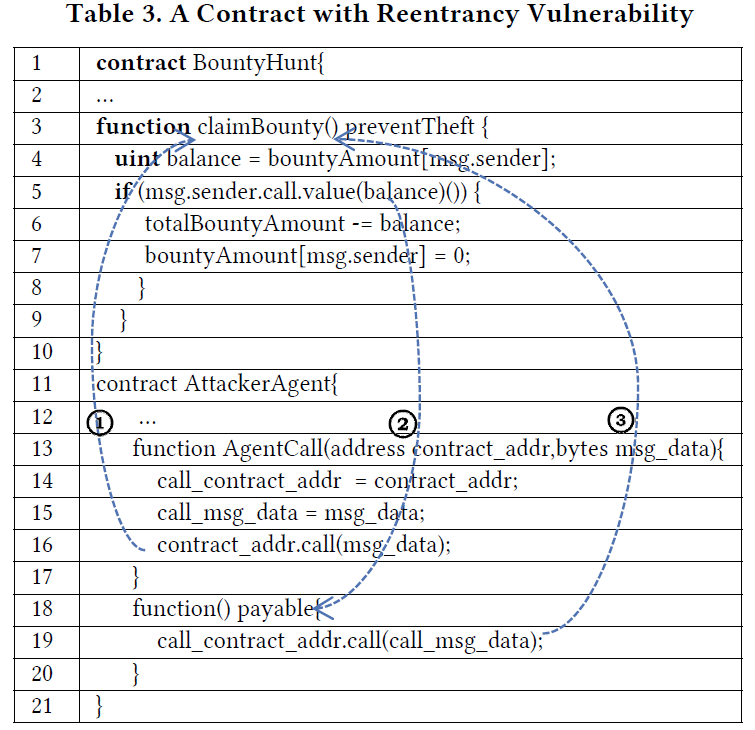 Table 3. A Contract with Reentrancy Vulnerability
1 contract BountyHunt{
2 ...
3 function claimBounty() preventTheft {
4 uint balance = bountyAmount[msg.sender];
5 if (msg.sender.call.value(balance)()) {
6 totalBountyAmount -= balance;
7 bountyAmount[msg.sender] = 0;
8 }
9 }
10 }
11 contract AttackerAgent{
12 ① ... ② ③
13 function AgentCall(address contract_addr,bytes msg_data){
14 call_contract_addr = contract_addr;
15 call_msg_data = msg_data;
16 contract_addr.call(msg_data);
17 }
18 function() payable{
19 call_contract_addr.call(call_msg_data);
20 }
21 }